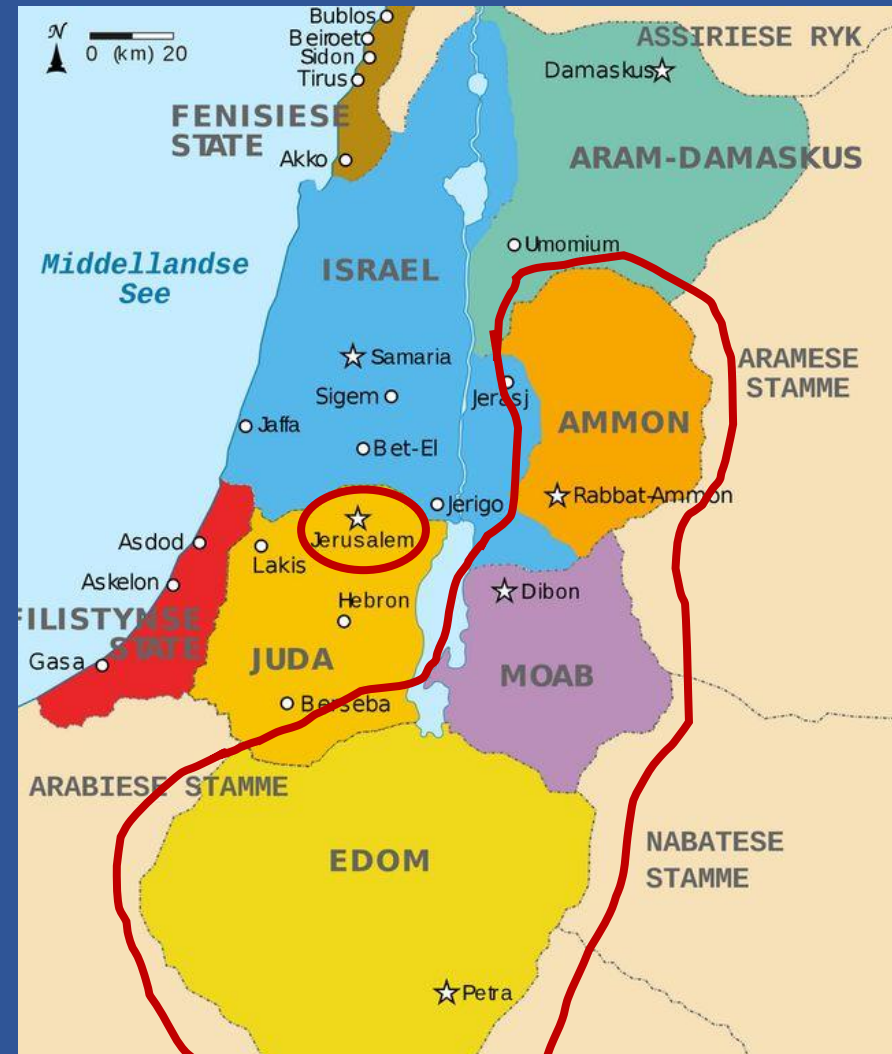 N
0 (km) 20
Bublos
Beiroet
Sidon
Tirus
ASSIRIESE RYK
Damaskus
FENISIESE
STATE
Akko
ARAM-DAMASKUS
Umomium
Middellandse
See
ISRAEL
ARAMESE
STAMME
Samaria
Sigem
Jerasj
AMMON
Jaffa
Bet-El
Rabbat-Ammon
Jerigo
Jerusalem
Asdod
Lakis
Askelon
Dibon
Hebron
FILISTYNSE
STATE
Gasa
JUDA
MOAB
Berseba
ARABIESE STAMME
EDOM
NABATESE
STAMME
Petra